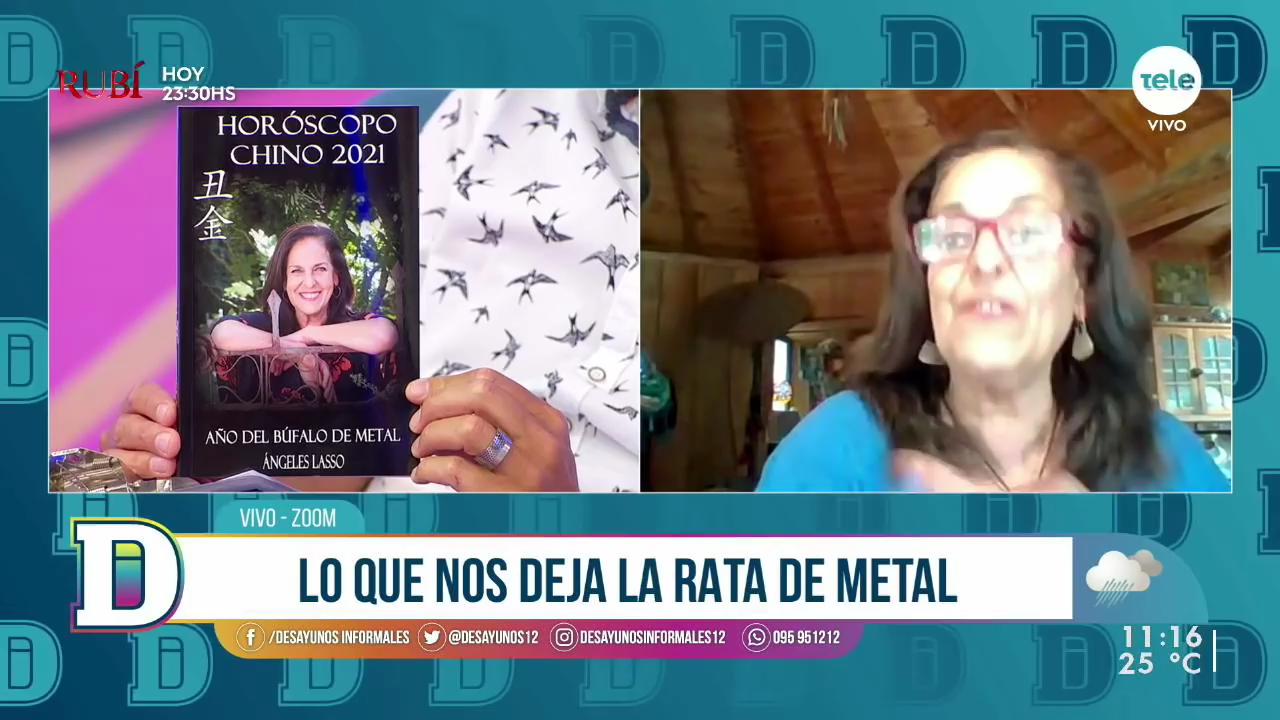 RUBÍ
HOY
23:30HS
tele
VIVO
HORÓSCOPO
CHINO 2021
丑
金
AÑO DEL BÚFALO DE METAL
ÁNGELES LASSO
VIVO - ZOOM
D
LO QUE NOS DEJA LA RATA DE METAL
/DESAYUNOS INFORMALES
@DESAYUNOS12
DESAYUNOSINFORMALES12
095 951212
11:16
25 °C